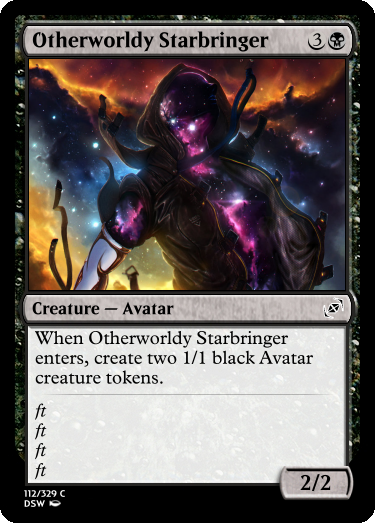 Otherworldy Starbringer 3
Creature — Avatar
When Otherworldy Starbringer
enters, create two 1/1 black Avatar
creature tokens.
ft
ft
ft
ft
2/2
112/329 C
DSW